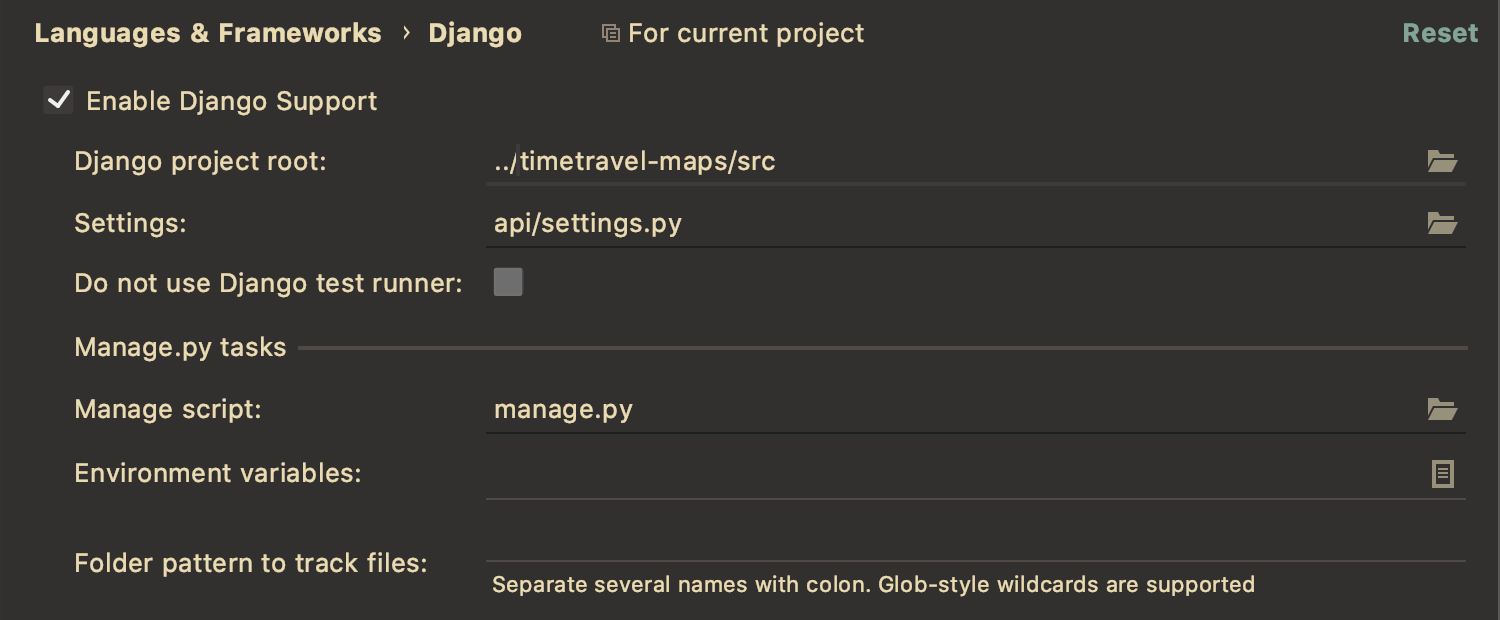 Languages & Frameworks › Django For current project Reset
Enable Django Support
Django project root: ../timetravel-maps/src
Settings: api/settings.py
Do not use Django test runner:
Manage.py tasks
Manage script: manage.py
Environment variables:
Folder pattern to track files:
Separate several names with colon. Glob-style wildcards are supported